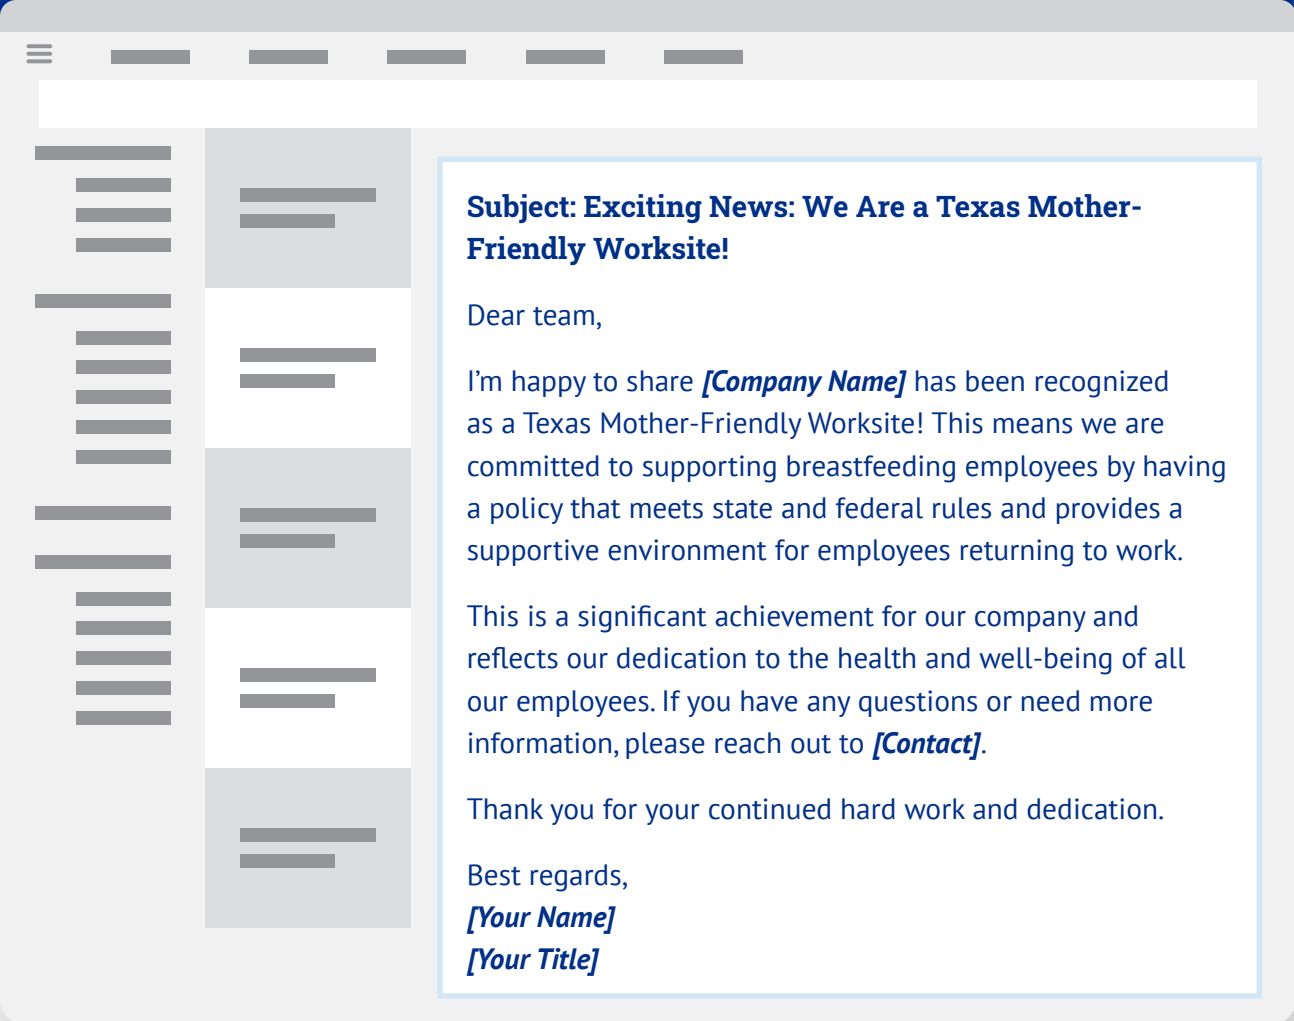 Subject: Exciting News: We Are a Texas Mother-
Friendly Worksite!
Dear team,
I’m happy to share [Company Name] has been recognized
as a Texas Mother-Friendly Worksite! This means we are
committed to supporting breastfeeding employees by having
a policy that meets state and federal rules and provides a
supportive environment for employees returning to work.
This is a significant achievement for our company and
reflects our dedication to the health and well-being of all
our employees. If you have any questions or need more
information, please reach out to [Contact].
Thank you for your continued hard work and dedication.
Best regards,
[Your Name]
[Your Title]